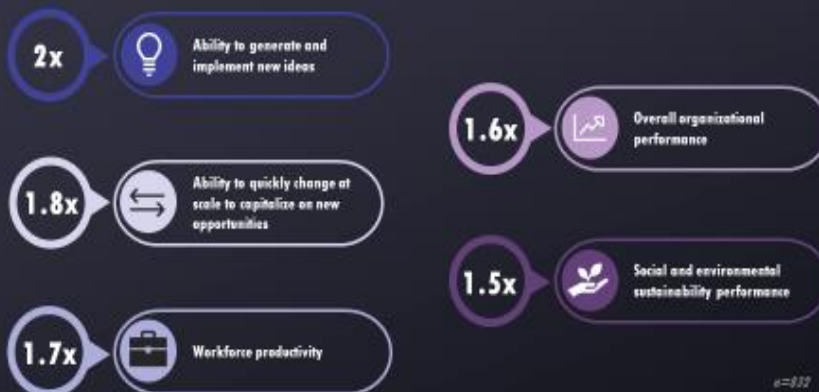 2x
Ability to generate and
implement new ideas
1.8x
Ability to quickly change at
scale to capitalize on new
opportunities
1.7x
Workforce productivity
1.6x
Overall organizational
performance
1.5x
Social and environmental
sustainability performance
n=832